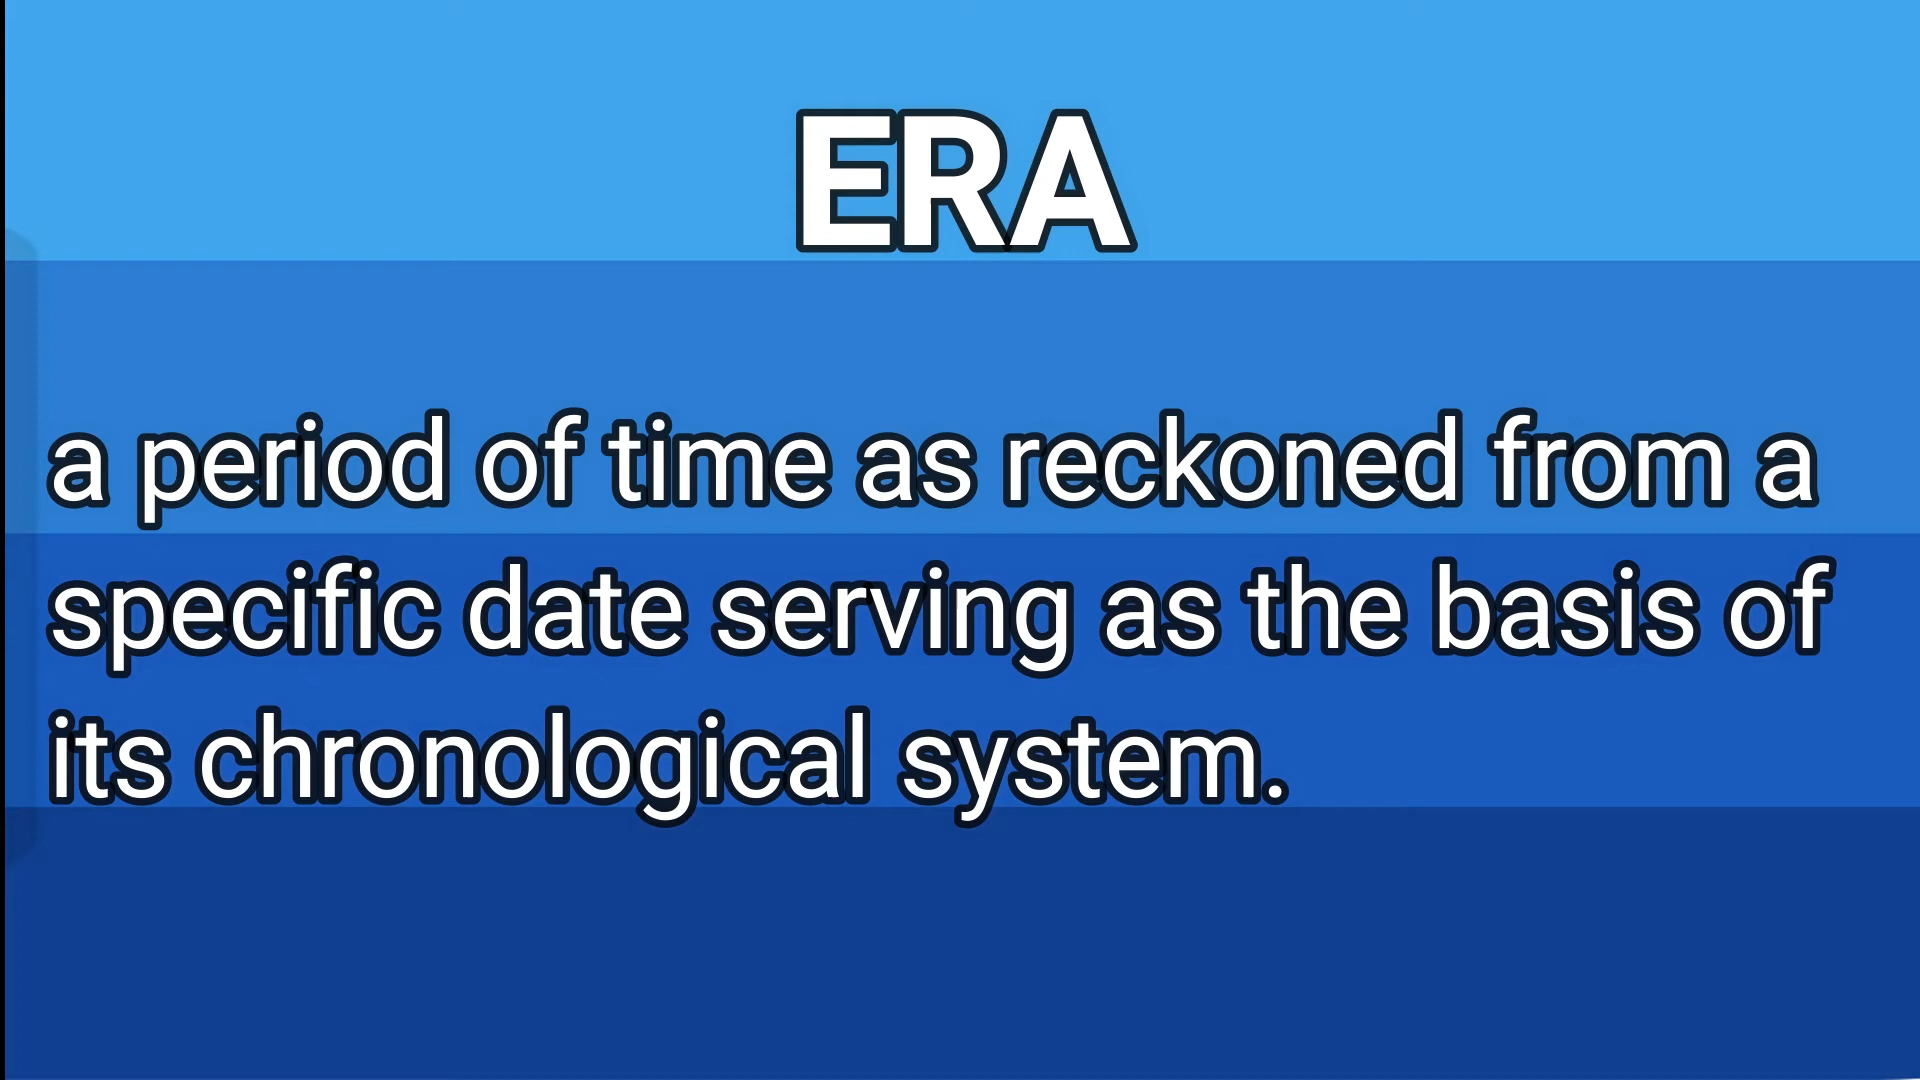 ERA
a period of time as reckoned from a
specific date serving as the basis of
its chronological system.